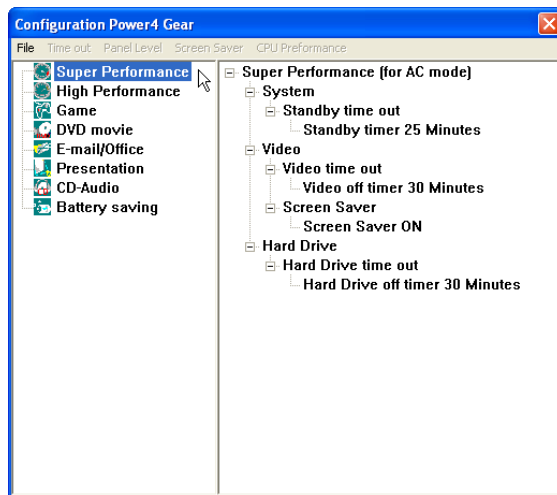 Configuration Power4 Gear
File Time out Panel Level Screen Saver CPU Preformance
Super Performance
High Performance
Game
DVD movie
E-mail/Office
Presentation
CD-Audio
Battery saving
Super Performance (for AC mode)
System
Standby time out
Standby timer 25 Minutes
Video
Video time out
Video off timer 30 Minutes
Screen Saver
Screen Saver ON
Hard Drive
Hard Drive time out
Hard Drive off timer 30 Minutes